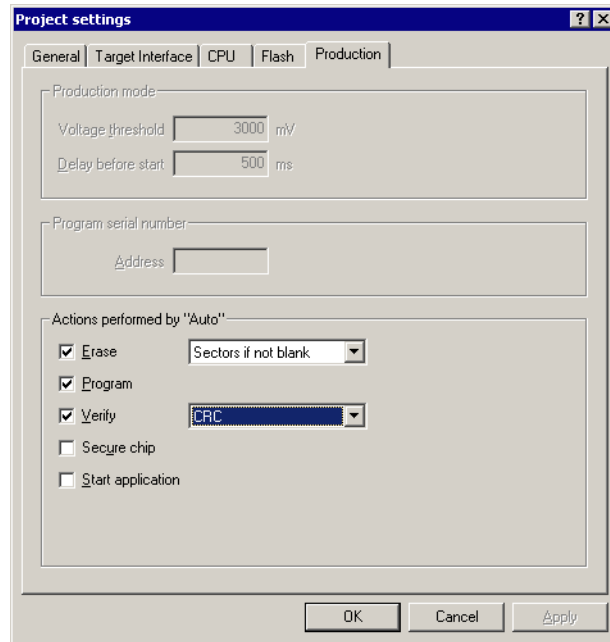 Project settings
General Target Interface CPU Flash Production
Production mode
Voltage threshold 3000 mV
Delay before start 500 ms
Program serial number
Address
Actions performed by "Auto"
Erase Sectors if not blank
Program
Verify CRC
Secure chip
Start application
OK Cancel Apply